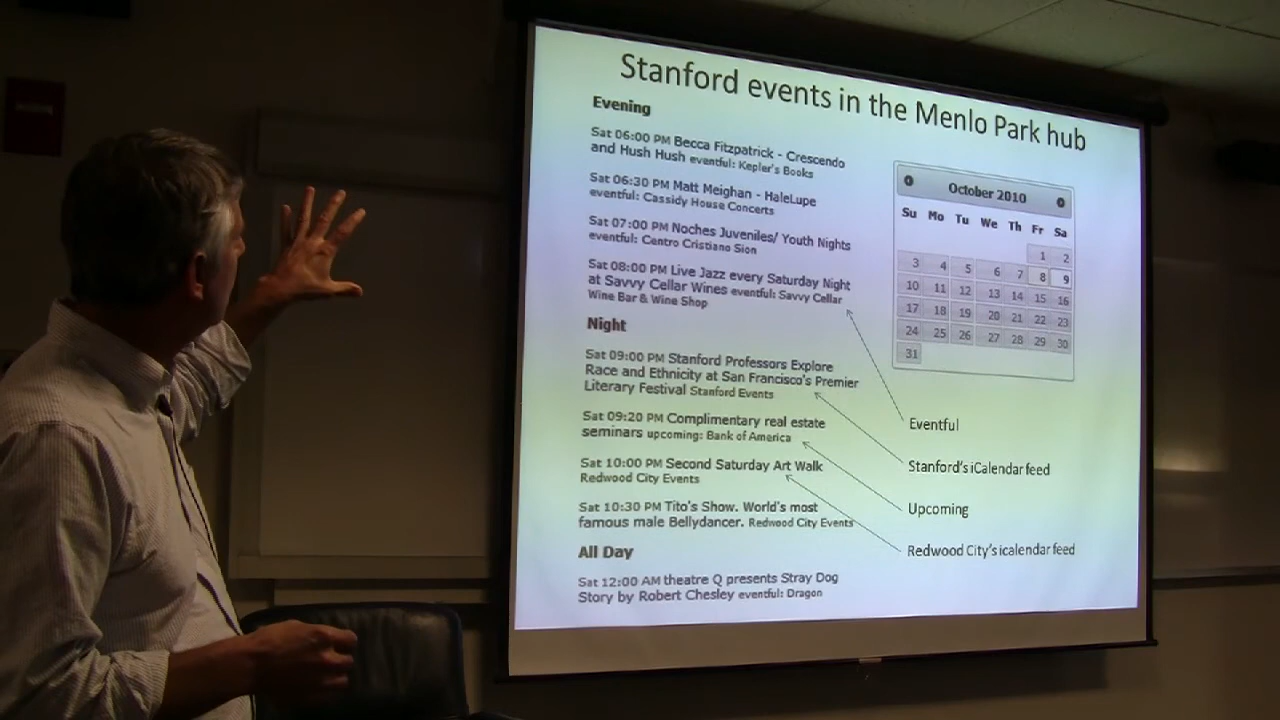 Stanford events in the Menlo Park hub
Evening
Sat 06:00 PM Becca Fitzpatrick - Crescendo
and Hush Hush eventful: Kepler's Books
Sat 06:30 PM Matt Meighan - HaleLupe
eventful: Cassidy House Concerts
Sat 07:00 PM Noches Juveniles/ Youth Nights
eventful: Centro Cristiano Sion
Sat 08:00 PM Live Jazz every Saturday Night
at Savvy Cellar Wines eventful: Savvy Cellar
Wine Bar & Wine Shop
Night
Sat 09:00 PM Stanford Professors Explore
Race and Ethnicity at San Francisco's Premier
Literary Festival Stanford Events
Sat 09:20 PM Complimentary real estate
seminars upcoming: Bank of America
Sat 10:00 PM Second Saturday Art Walk
Redwood City Events
Sat 10:30 PM Tito's Show. World's most
famous male Bellydancer. Redwood City Events
All Day
Sat 12:00 AM theatre Q presents Stray Dog
Story by Robert Chesley eventful: Dragon
October 2010
Su Mo Tu We Th Fr Sa
1 2
3 4 5 6 7 8 9
10 11 12 13 14 15 16
17 18 19 20 21 22 23
24 25 26 27 28 29 30
31
Eventful
Stanford's iCalendar feed
Upcoming
Redwood City's icalendar feed